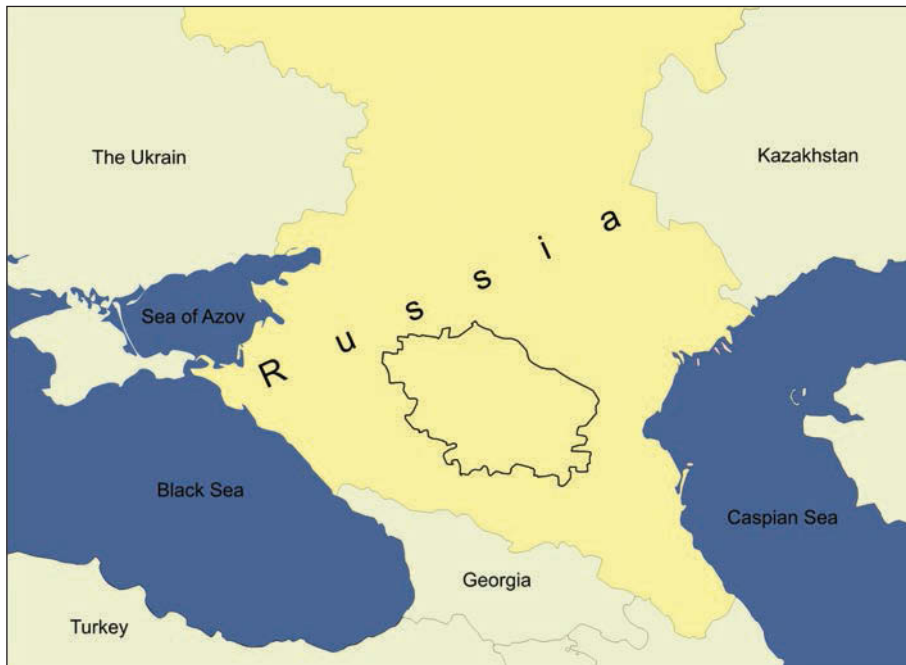 The Ukrain
Kazakhstan
Russia
Sea of Azov
Black Sea
Caspian Sea
Georgia
Turkey